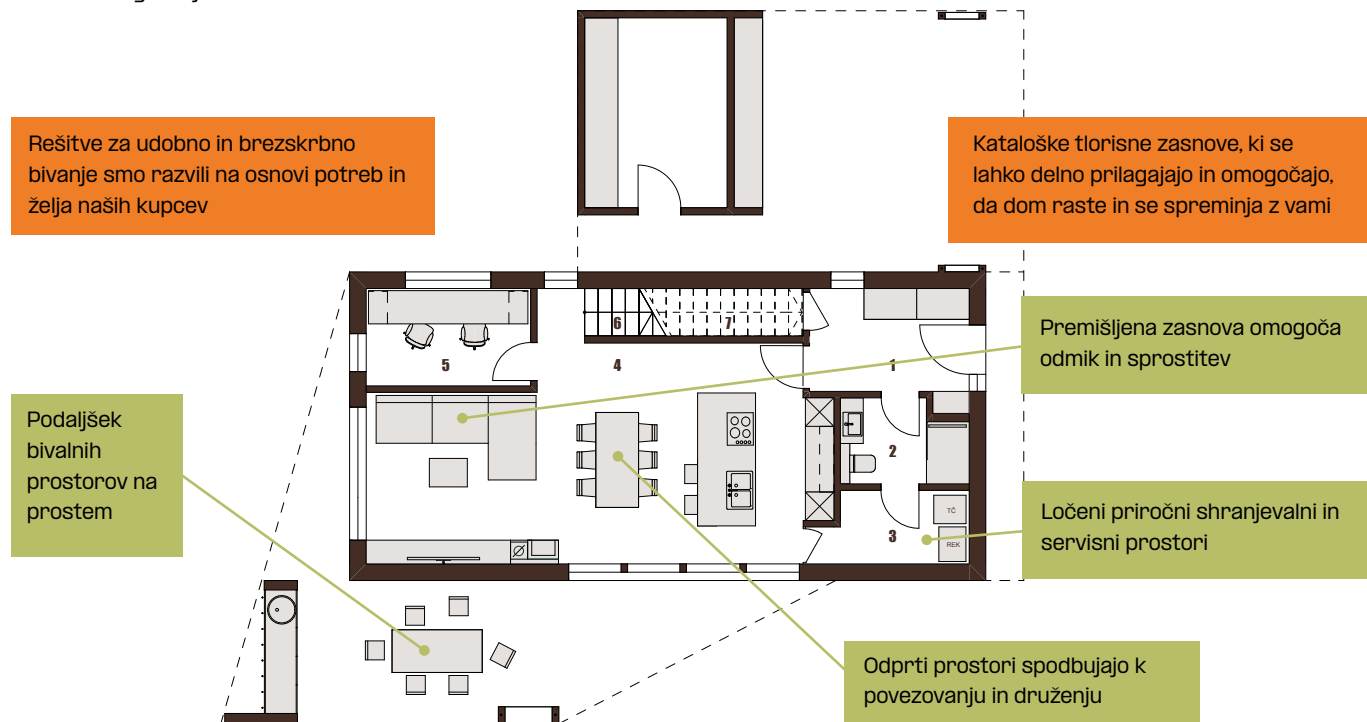 Rešitve za udobno in brezskrbno
bivanje smo razvili na osnovi potreb in
želja naših kupcev
Kataloške tlorisne zasnove, ki se
lahko delno prilagajajo in omogočajo,
da dom raste in se spreminja z vami
Premišljena zasnova omogoča
odmik in sprostitev
Podaljšek
bivalnih
prostorov na
prostem
Ločeni priročni shranjevalni in
servisni prostori
Odprti prostori spodbujajo k
povezovanju in druženju
6
7
5
4
1
2
3
TČ
REK